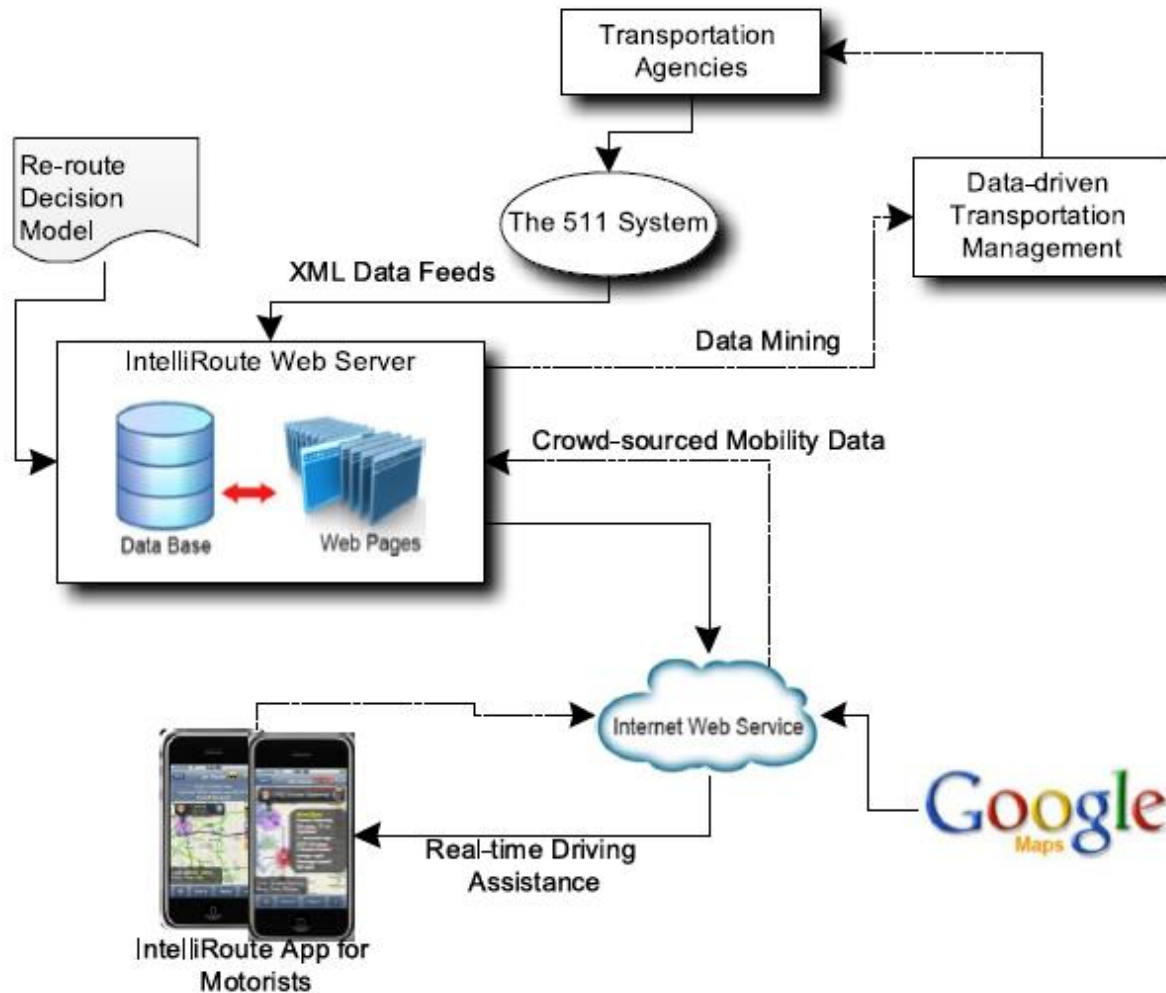 Transportation
Agencies
Re-route
Decision
Model
The 511 System
Data-driven
Transportation
Management
XML Data Feeds
IntelliRoute Web Server
Data Mining
Data Base
Web Pages
Crowd-sourced Mobility Data
Internet Web Service
Google
Maps
Real-time Driving
Assistance
IntelliRoute App for
Motorists